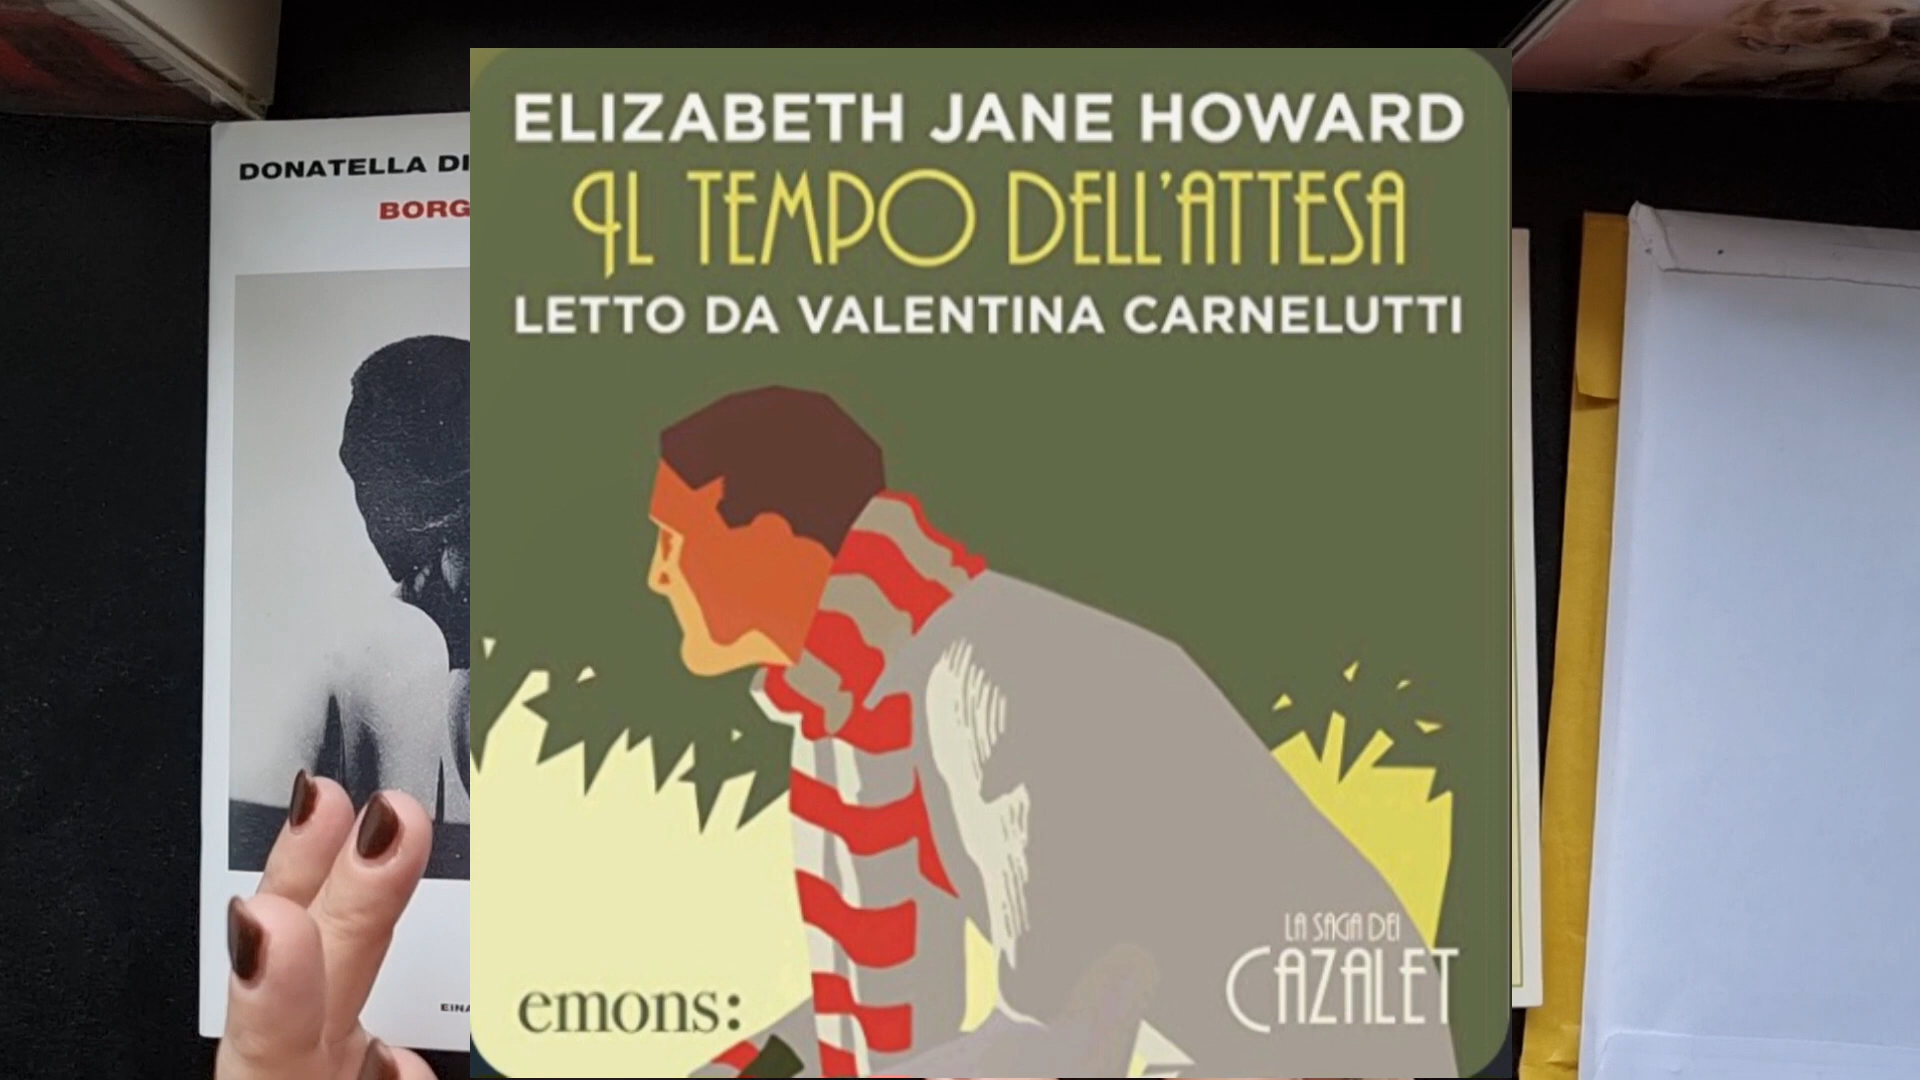 DONATELLA DI
BORG
ELIZABETH JANE HOWARD
IL TEMPO DELL'ATTESA
LETTO DA VALENTINA CARNELUTTI
LA SAGA DEI
CAZALET
emons: